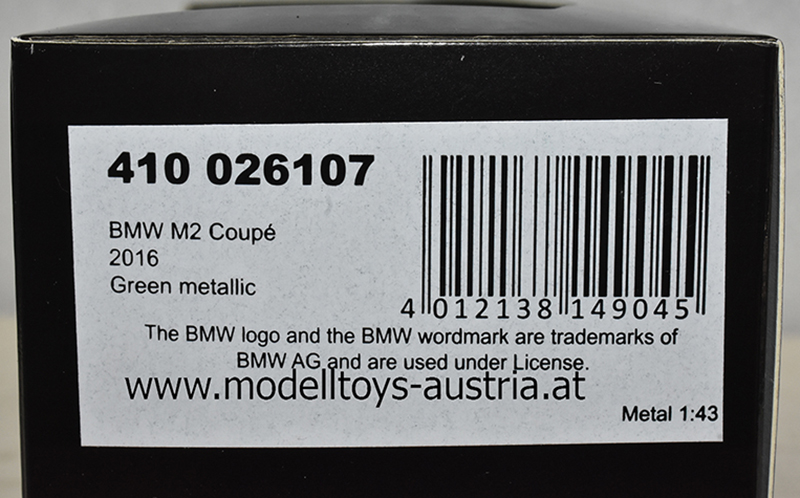 410 026107
BMW M2 Coupé
2016
Green metallic
4 012138 149045
The BMW logo and the BMW wordmark are trademarks of
BMW AG and are used under License.
www.modelltoys-austria.at
Metal 1:43